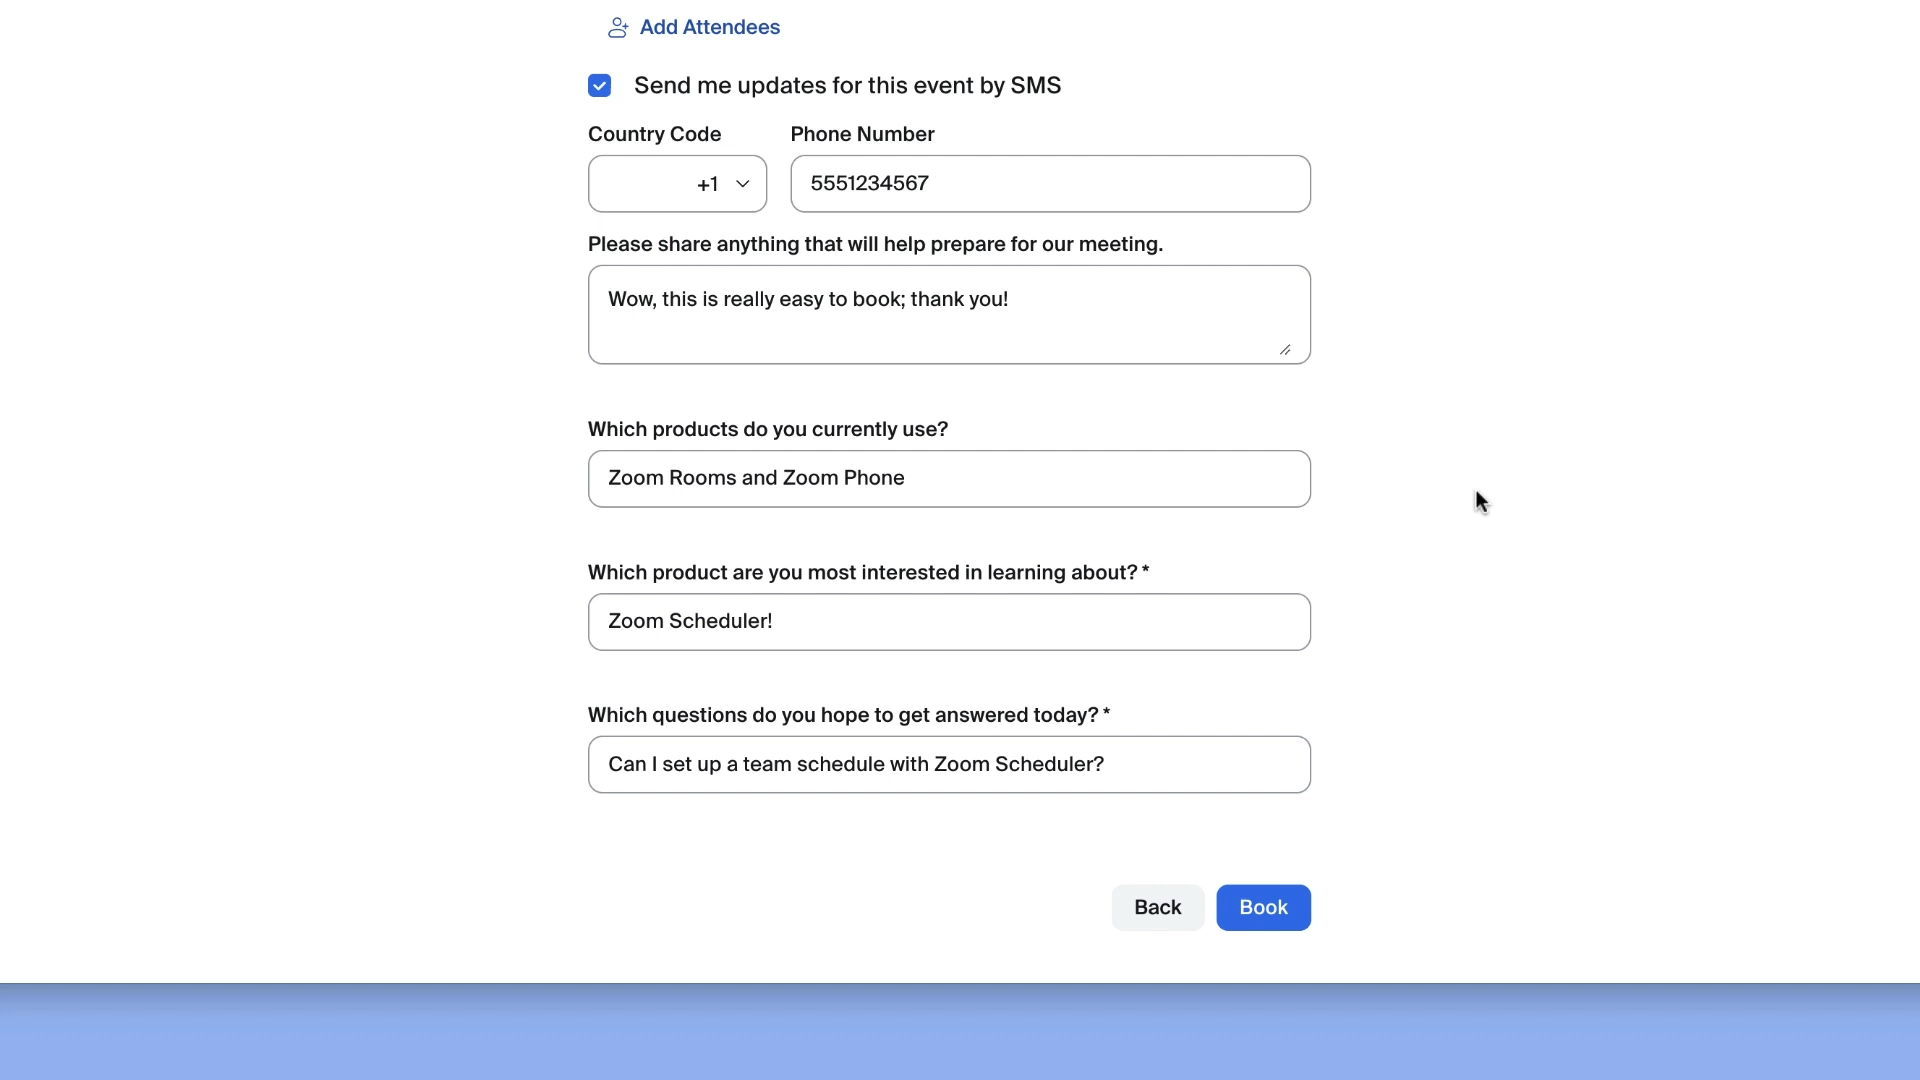 Add Attendees
Send me updates for this event by SMS
Country Code Phone Number
+1 5551234567
Please share anything that will help prepare for our meeting.
Wow, this is really easy to book; thank you!
Which products do you currently use?
Zoom Rooms and Zoom Phone
Which product are you most interested in learning about? *
Zoom Scheduler!
Which questions do you hope to get answered today? *
Can I set up a team schedule with Zoom Scheduler?
Back Book